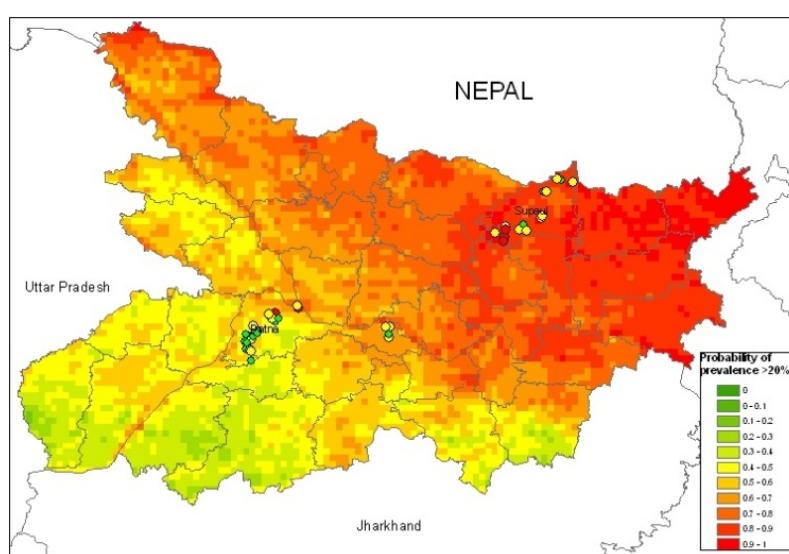 NEPAL
Supaul
Uttar Pradesh
Patna
Jharkhand
Probability of
prevalence >20%
0
0 - 0.1
0.1 - 0.2
0.2 - 0.3
0.3 - 0.4
0.4 - 0.5
0.5 - 0.6
0.6 - 0.7
0.7 - 0.8
0.8 - 0.9
0.9 - 1